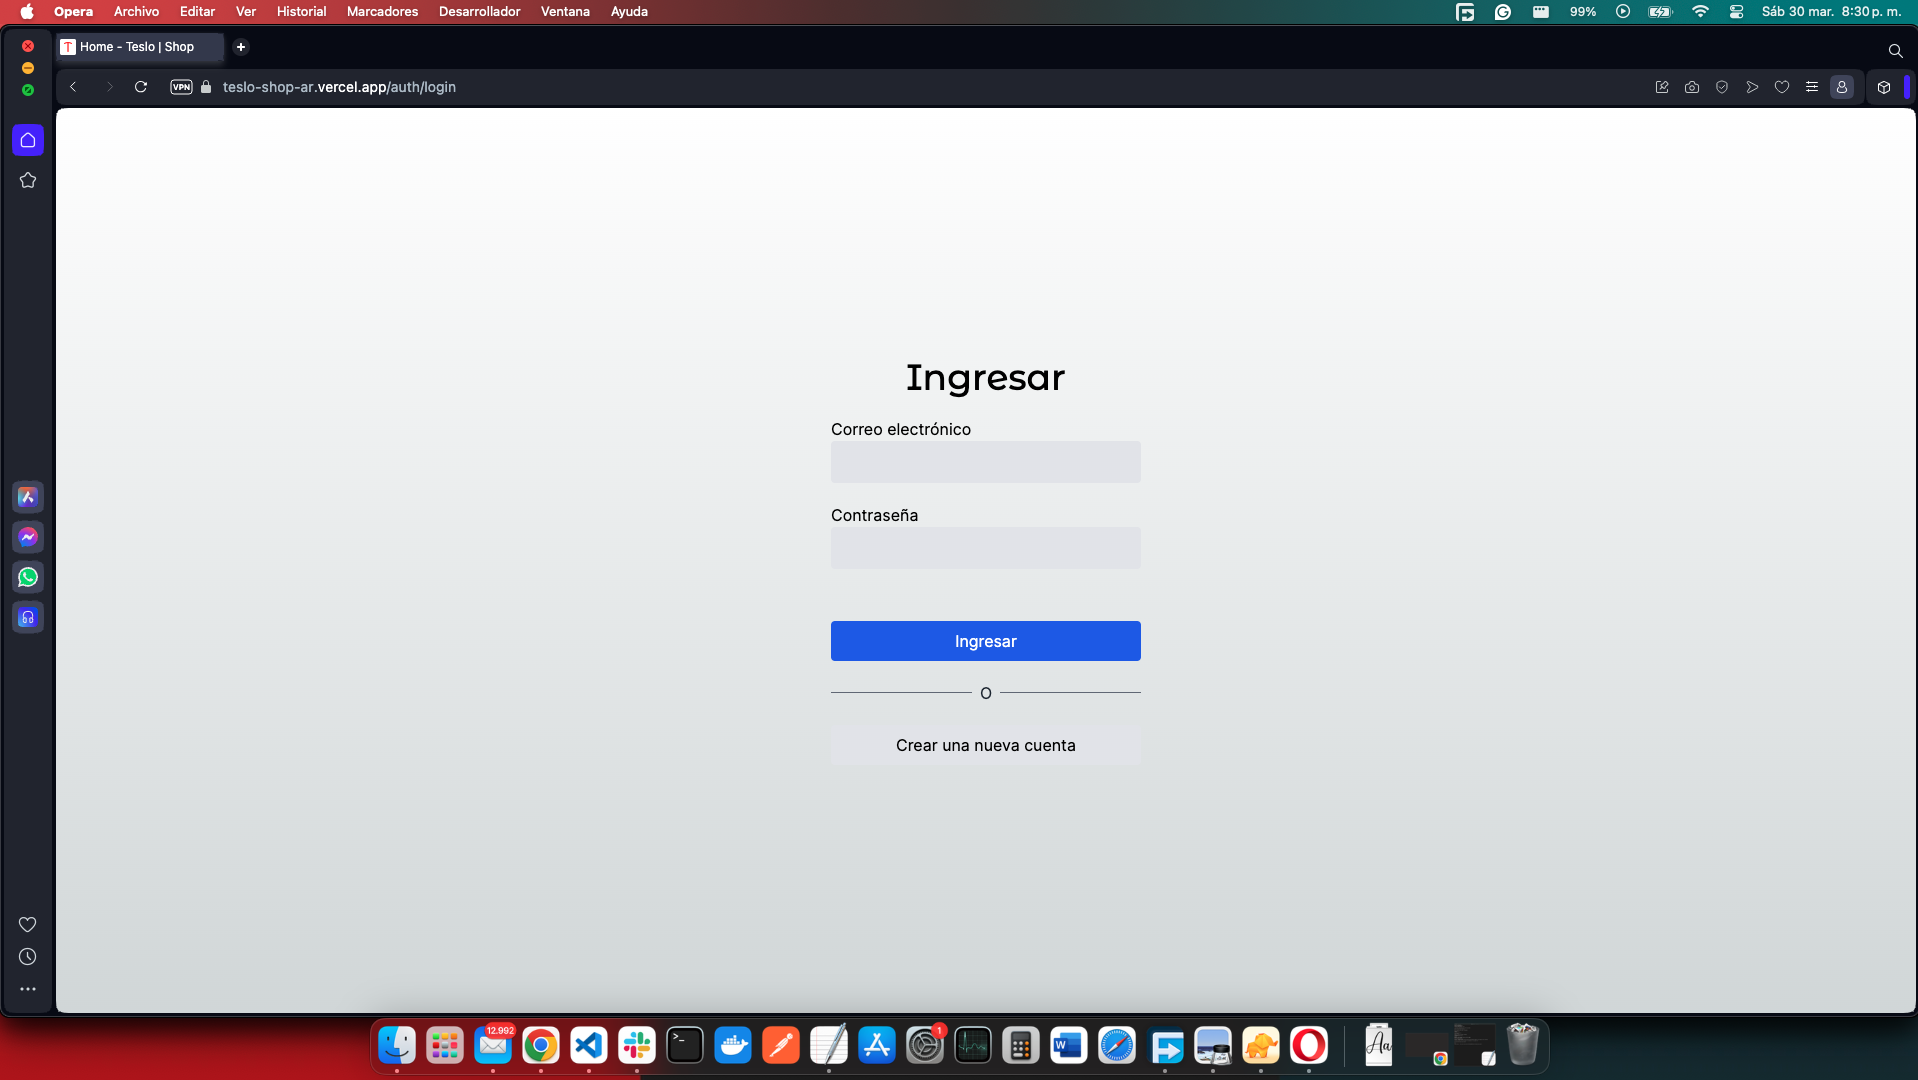 Opera Archivo Editar Ver Historial Marcadores Desarrollador Ventana Ayuda 99% Sáb 30 mar. 8:30 p. m.
T Home - Teslo | Shop
VPN teslo-shop-ar.vercel.app/auth/login
Ingresar
Correo electrónico
Contraseña
Ingresar
O
Crear una nueva cuenta
12.992
>_
1
W
Aa